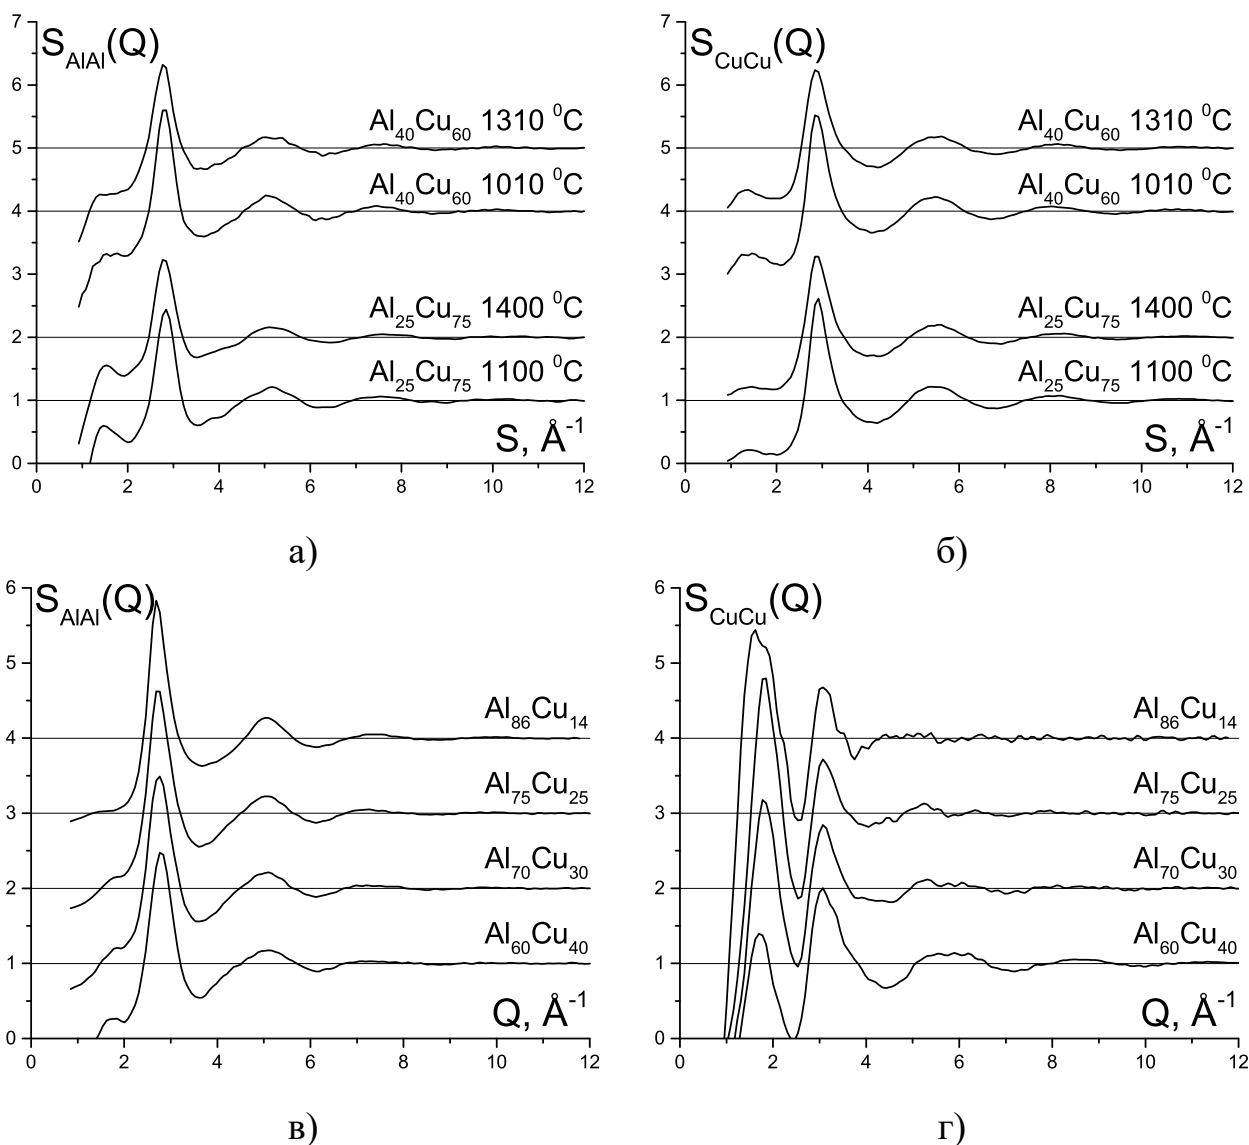 S_AlAl(Q)
7
6
5
4
3
2
1
0
Al40Cu60 1310 ⁰C
Al40Cu60 1010 ⁰C
Al25Cu75 1400 ⁰C
Al25Cu75 1100 ⁰C
S, Å⁻¹
0 2 4 6 8 10 12
а)
S_CuCu(Q)
7
6
5
4
3
2
1
0
Al40Cu60 1310 ⁰C
Al40Cu60 1010 ⁰C
Al25Cu75 1400 ⁰C
Al25Cu75 1100 ⁰C
S, Å⁻¹
0 2 4 6 8 10 12
б)
S_AlAl(Q)
6
5
4
3
2
1
0
Al86Cu14
Al75Cu25
Al70Cu30
Al60Cu40
Q, Å⁻¹
0 2 4 6 8 10 12
в)
S_CuCu(Q)
6
5
4
3
2
1
0
Al86Cu14
Al75Cu25
Al70Cu30
Al60Cu40
Q, Å⁻¹
0 2 4 6 8 10 12
г)